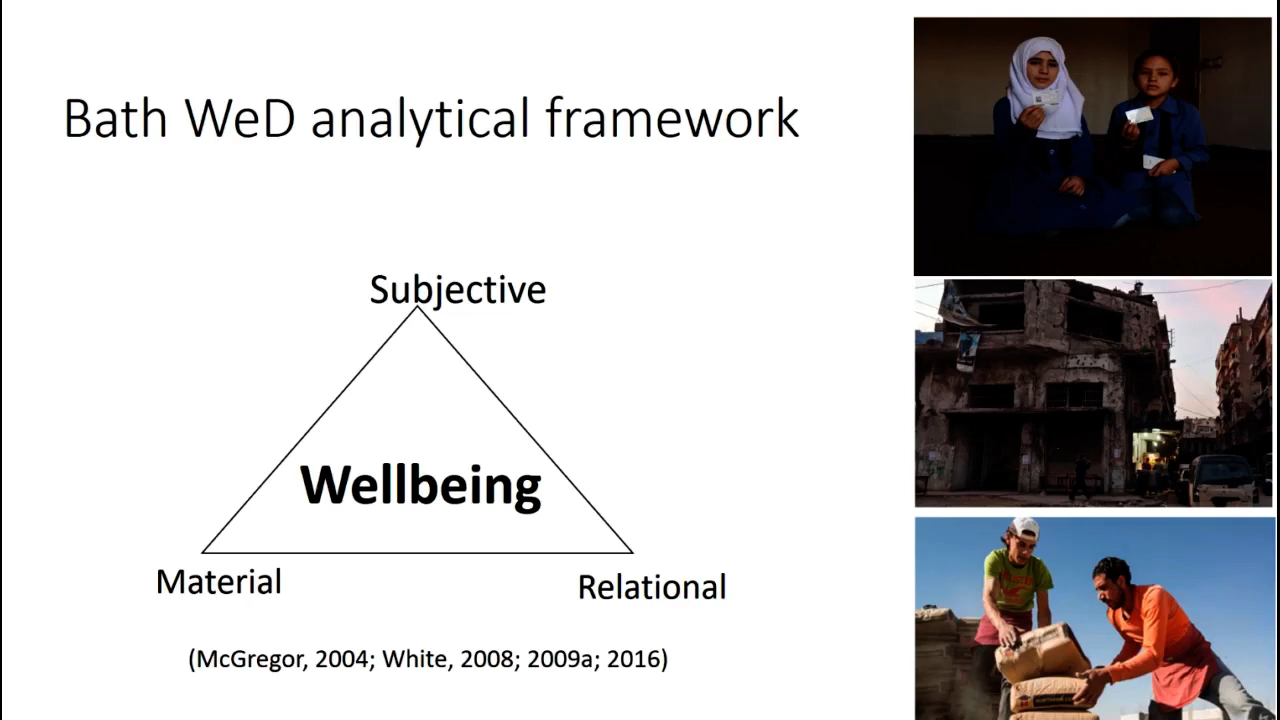 Bath WeD analytical framework
Subjective
Wellbeing
Material
Relational
(McGregor, 2004; White, 2008; 2009a; 2016)